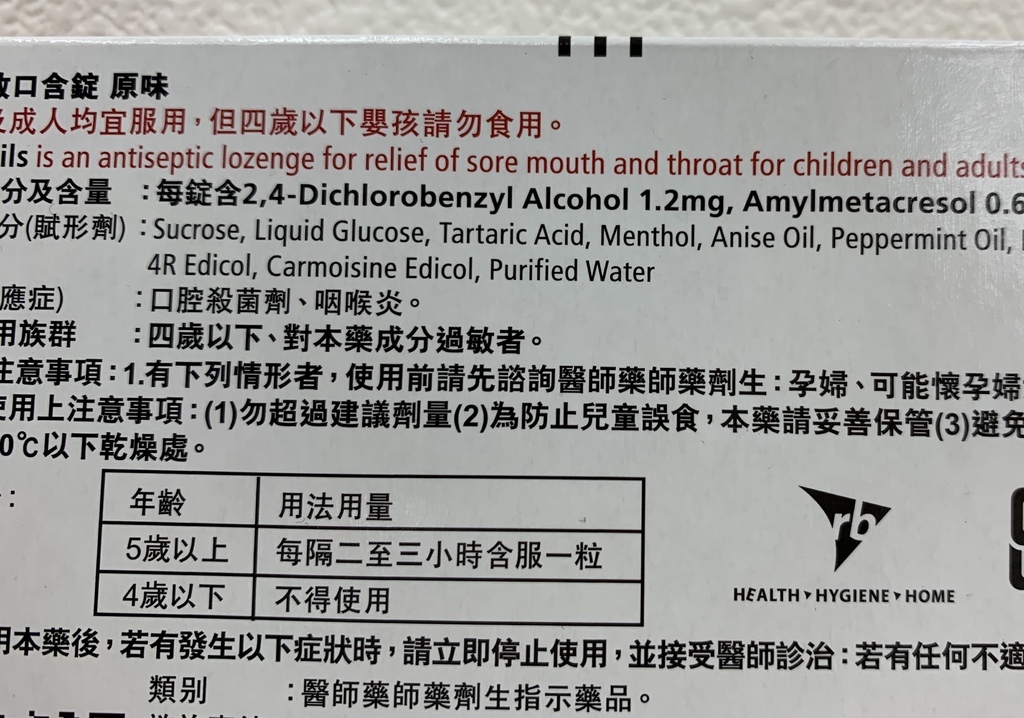 口含錠 原味
成人均宜服用，但四歲以下嬰孩請勿食用。
ils is an antiseptic lozenge for relief of sore mouth and throat for children and adults
分及含量 ：每錠含2,4-Dichlorobenzyl Alcohol 1.2mg, Amylmetacresol 0.6
分(賦形劑)：Sucrose, Liquid Glucose, Tartaric Acid, Menthol, Anise Oil, Peppermint Oil,
4R Edicol, Carmoisine Edicol, Purified Water
應症) ：口腔殺菌劑、咽喉炎。
用族群 ：四歲以下、對本藥成分過敏者。
注意事項：1.有下列情形者，使用前請先諮詢醫師藥師藥劑生：孕婦、可能懷孕婦
使用上注意事項：(1)勿超過建議劑量(2)為防止兒童誤食，本藥請妥善保管(3)避免
0℃以下乾燥處。
：
年齡 用法用量
5歲以上 每隔二至三小時含服一粒
4歲以下 不得使用
rb
HEALTH▸HYGIENE▸HOME
用本藥後，若有發生以下症狀時，請立即停止使用，並接受醫師診治：若有任何不適
類別 ：醫師藥師藥劑生指示藥品。